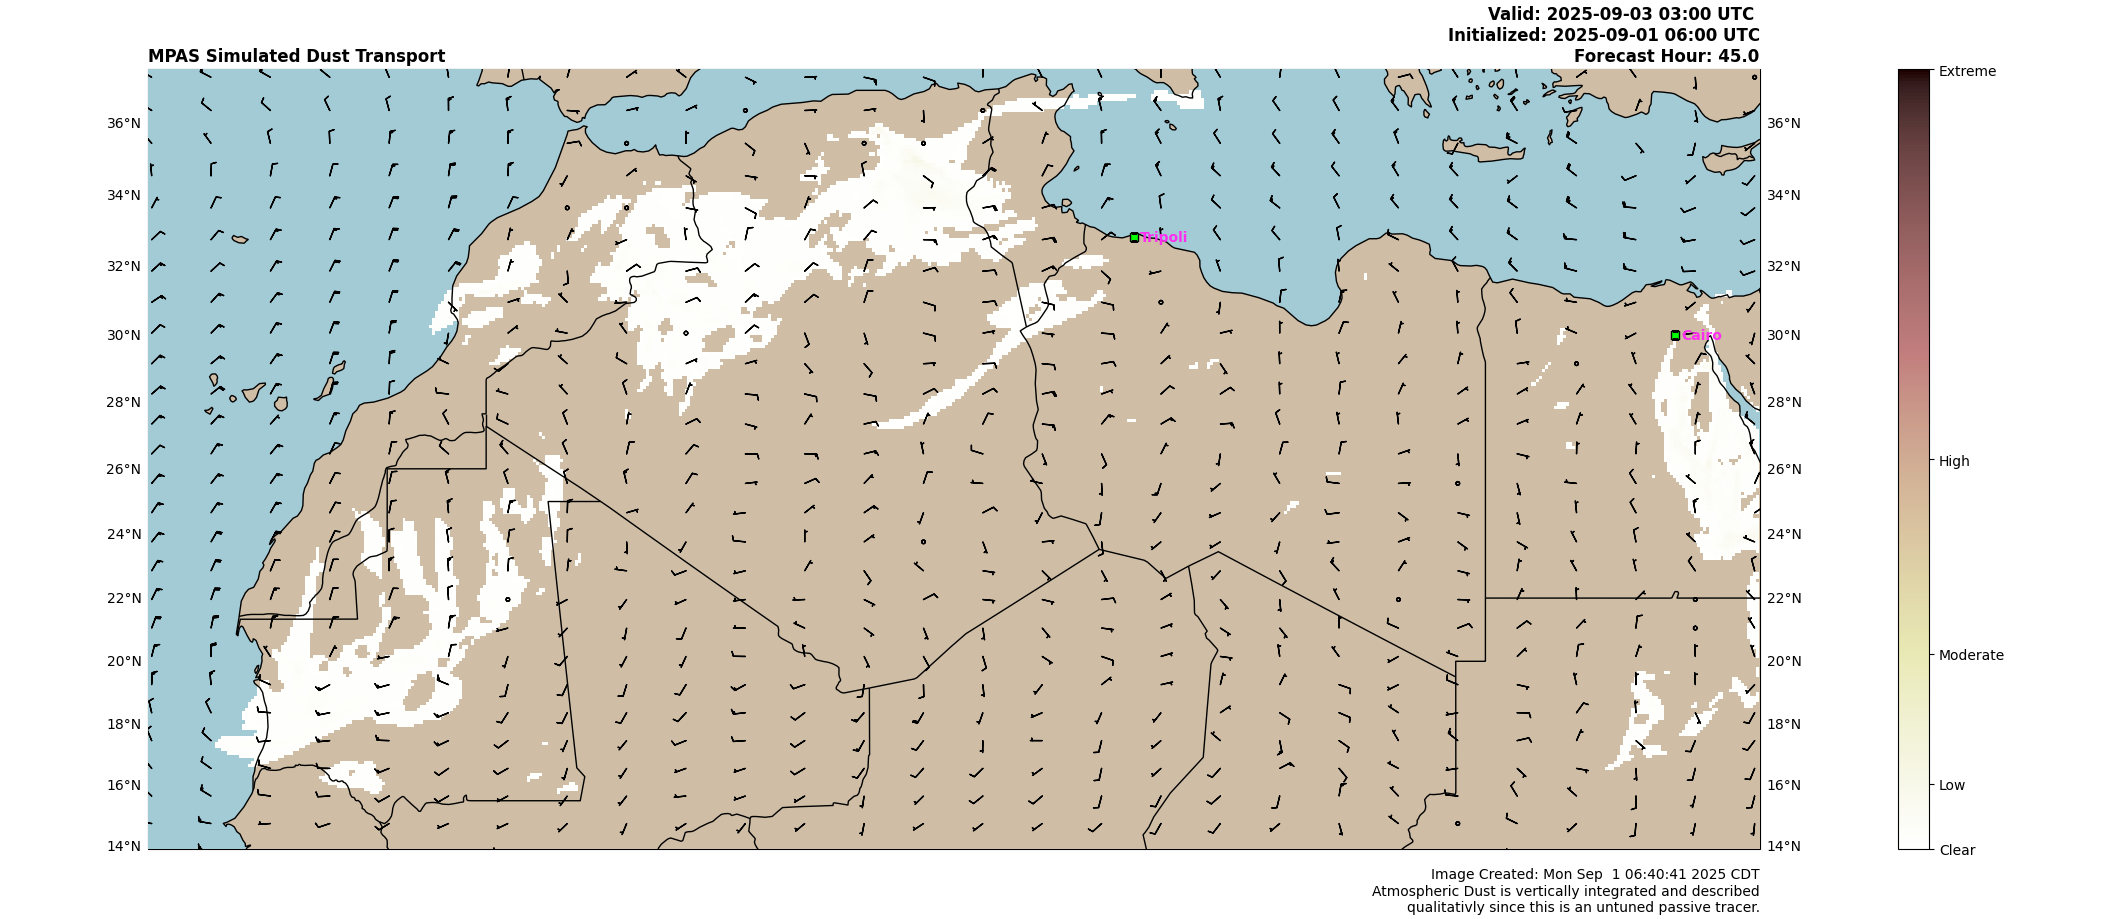 Valid: 2025-09-03 03:00 UTC
Initialized: 2025-09-01 06:00 UTC
MPAS Simulated Dust Transport
Forecast Hour: 45.0
Extreme
36°N
36°N
34°N
34°N
Tripoli
32°N
32°N
30°N
Cairo
30°N
28°N
28°N
26°N
26°N
High
24°N
24°N
22°N
22°N
20°N
20°N
Moderate
18°N
18°N
16°N
16°N
Low
14°N
14°N
Clear
Image Created: Mon Sep  1 06:40:41 2025 CDT
Atmospheric Dust is vertically integrated and described
qualitativly since this is an untuned passive tracer.